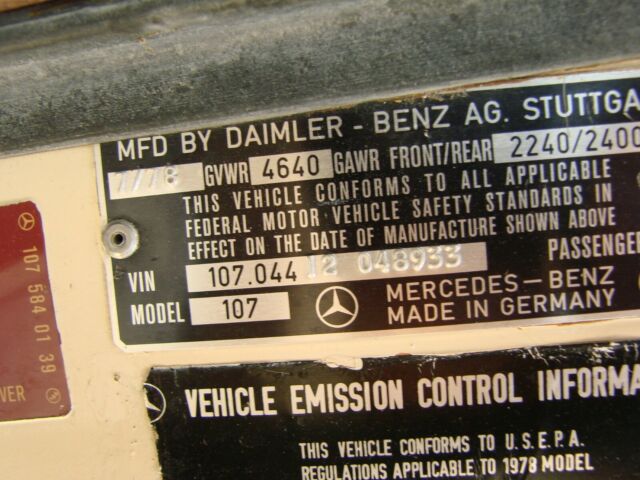 MFD BY DAIMLER - BENZ AG. STUTTGA
7/78 GVWR 4640 GAWR FRONT/REAR 2240/2400
THIS VEHICLE CONFORMS TO ALL APPLICABLE
FEDERAL MOTOR VEHICLE SAFETY STANDARDS IN
EFFECT ON THE DATE OF MANUFACTURE SHOWN ABOVE
VIN 107.044 12 048933 PASSENGE
MODEL 107 MERCEDES-BENZ
MADE IN GERMANY
107 584 01 39
VER
VEHICLE EMISSION CONTROL INFORMA
THIS VEHICLE CONFORMS TO U.S.E.P.A.
REGULATIONS APPLICABLE TO 1978 MODEL